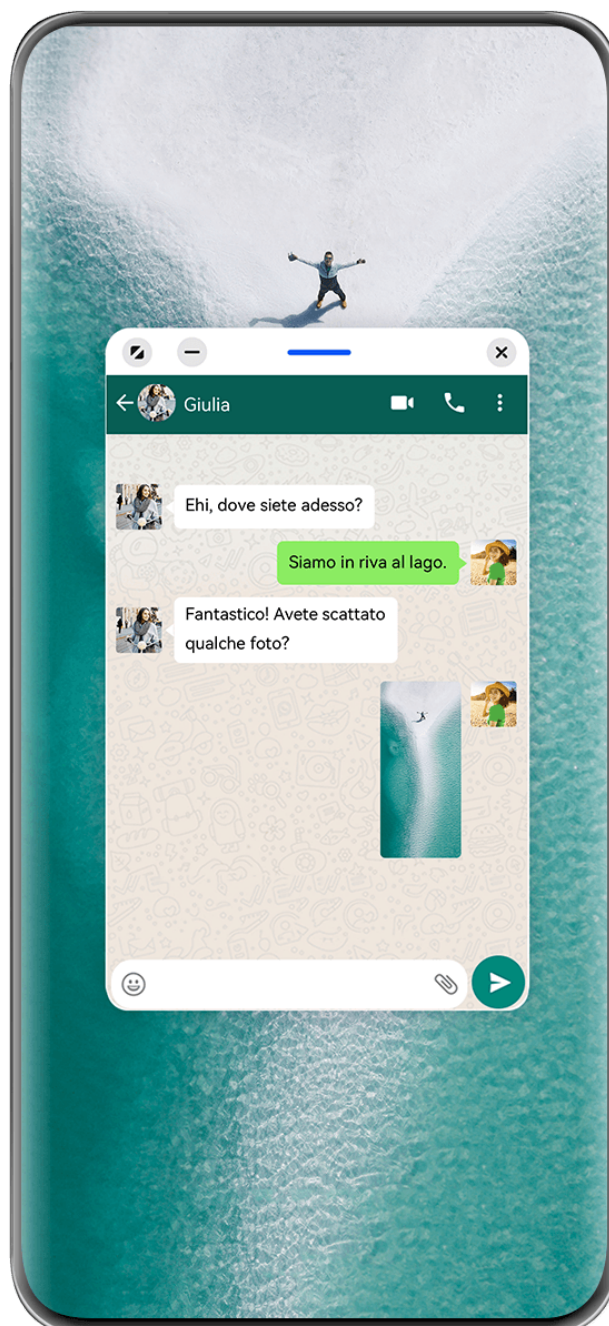 Giulia
Ehi, dove siete adesso?
Siamo in riva al lago.
Fantastico! Avete scattato
qualche foto?